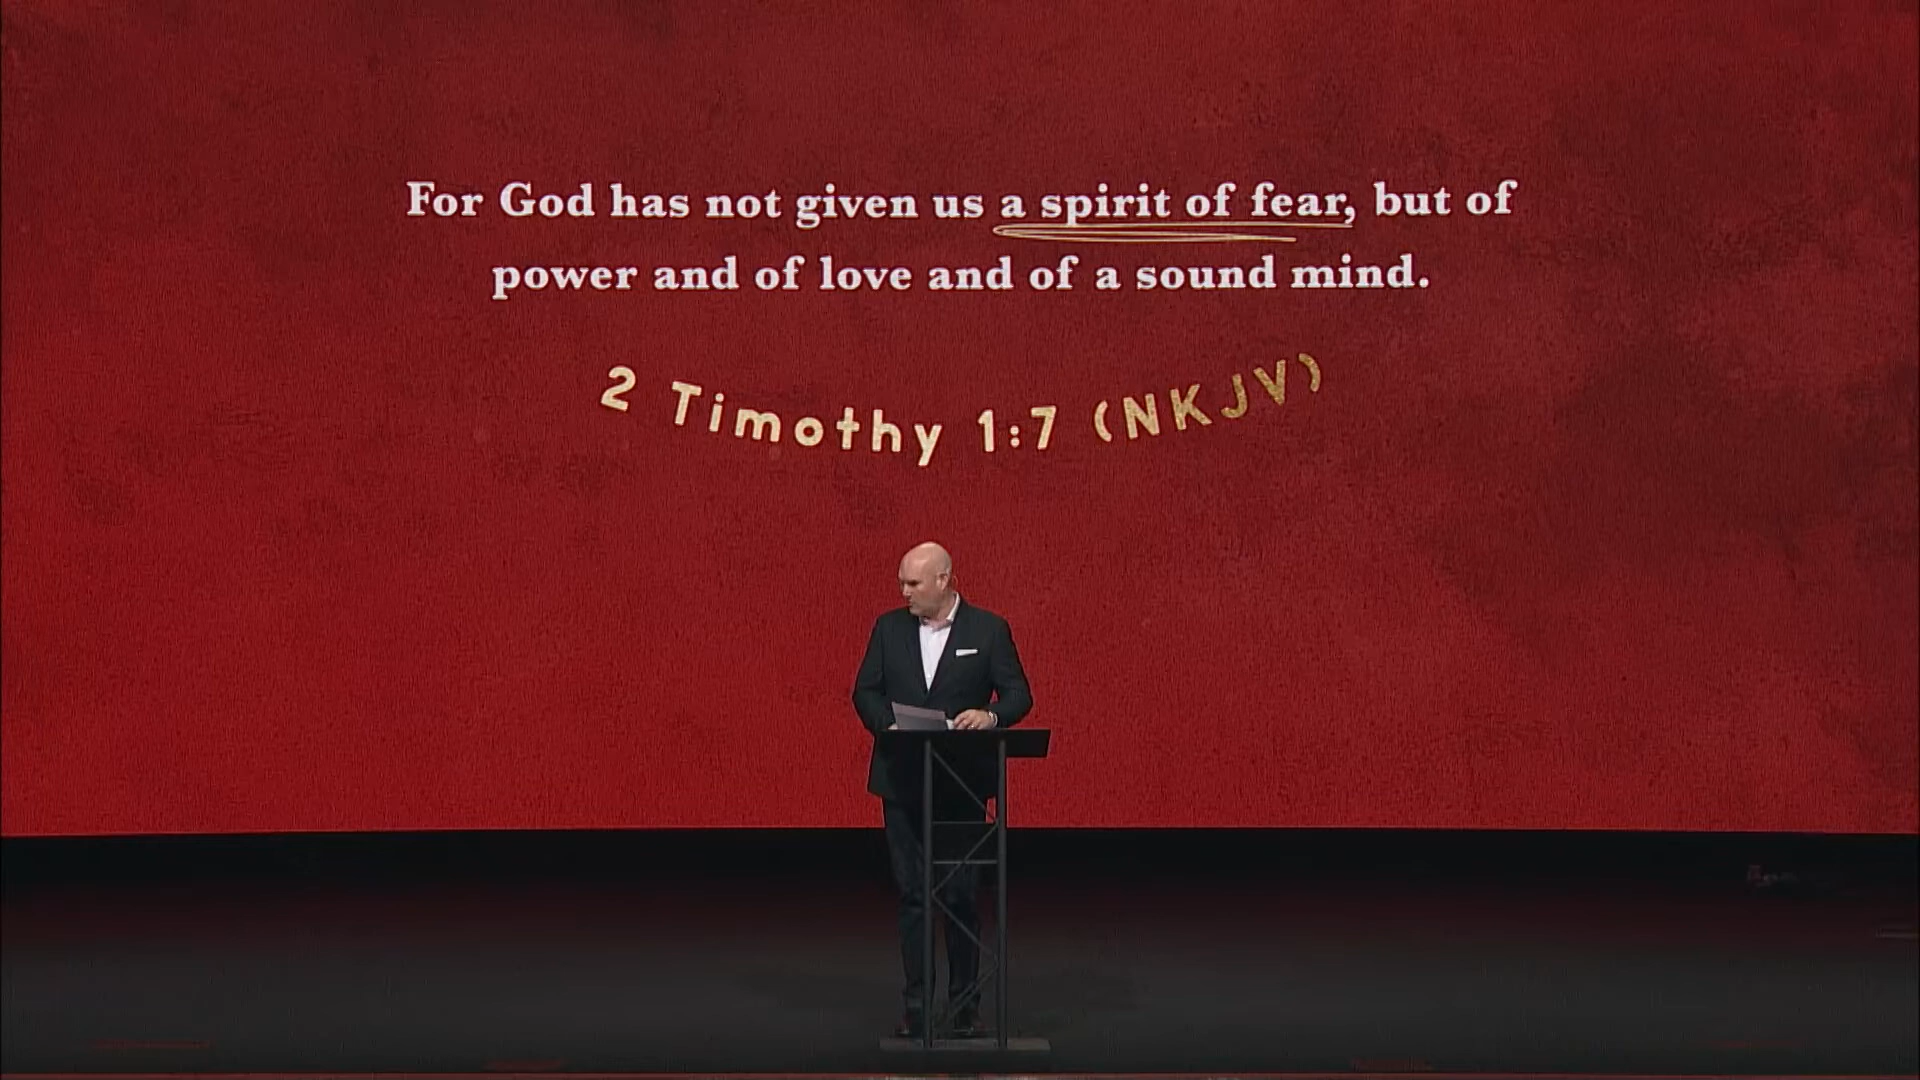 For God has not given us a spirit of fear, but of
power and of love and of a sound mind.
2 Timothy 1:7 (NKJV)